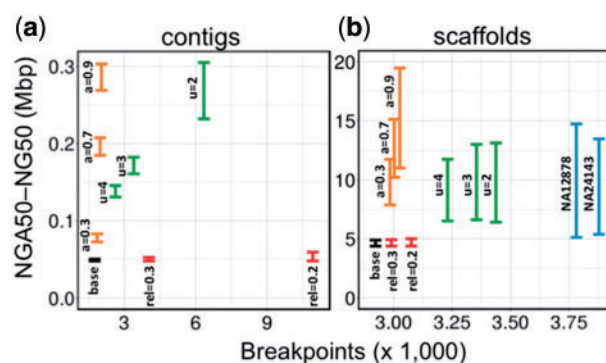 (a) contigs
(b) scaffolds
NGA50–NG50 (Mbp)
0.3
0.2
0.1
0.0
a=0.9
a=0.7
a=0.3
base
u=4
u=3
u=2
rel=0.3
rel=0.2
3 6 9
20
15
10
5
0
a=0.9
a=0.7
a=0.3
base
rel=0.3
rel=0.2
u=4
u=3
u=2
NA12878
NA24143
3.00 3.25 3.50 3.75
Breakpoints (x 1,000)